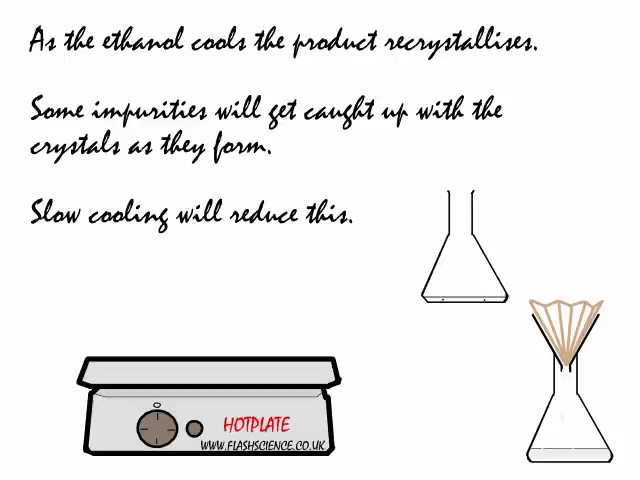 As the ethanol cools the product recrystallises.
Some impurities will get caught up with the
crystals as they form.
Slow cooling will reduce this.
HOTPLATE
WWW.FLASHSCIENCE.CO.UK